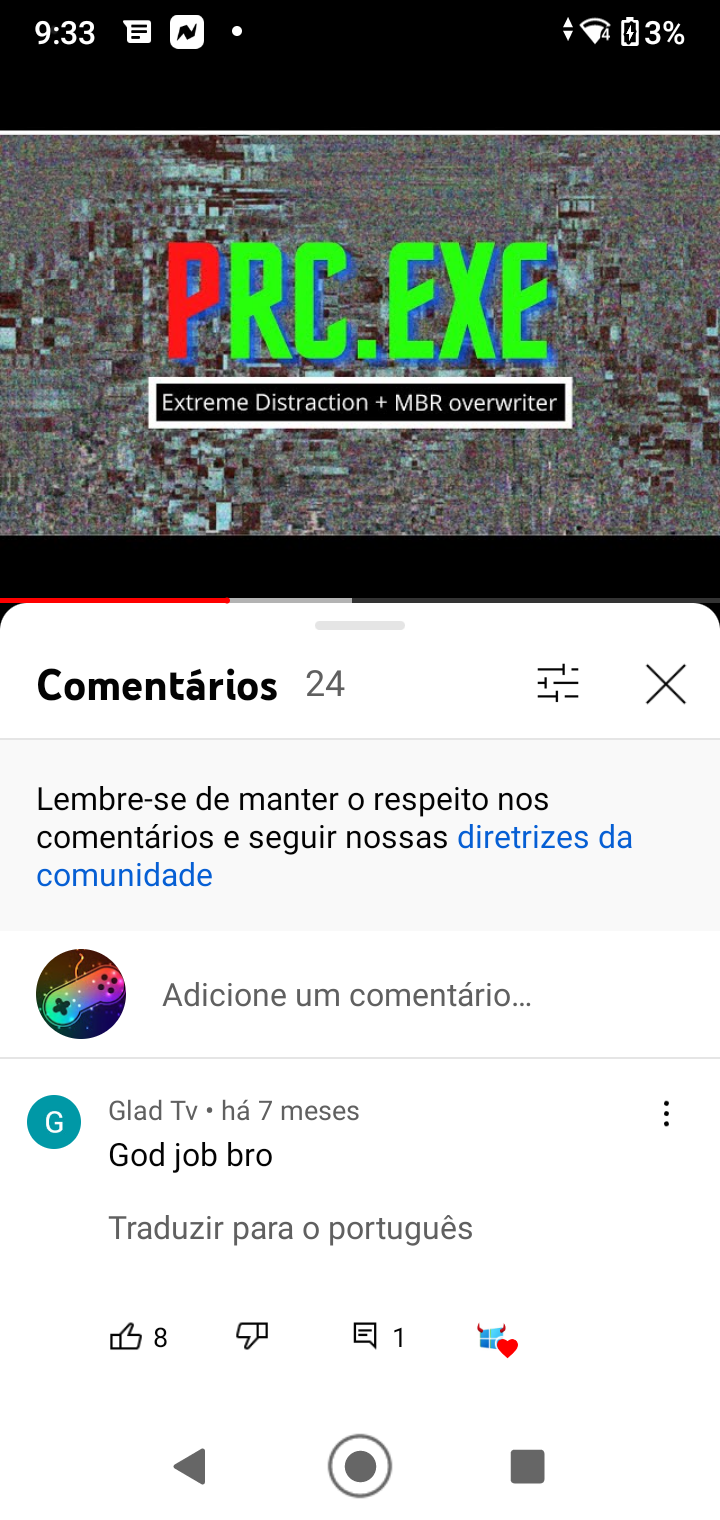 9:33
4
3%
PRC.EXE
Extreme Distraction + MBR overwriter
Comentários 24
Lembre-se de manter o respeito nos
comentários e seguir nossas diretrizes da
comunidade
Adicione um comentário...
G
Glad Tv • há 7 meses
God job bro
Traduzir para o português
8
1